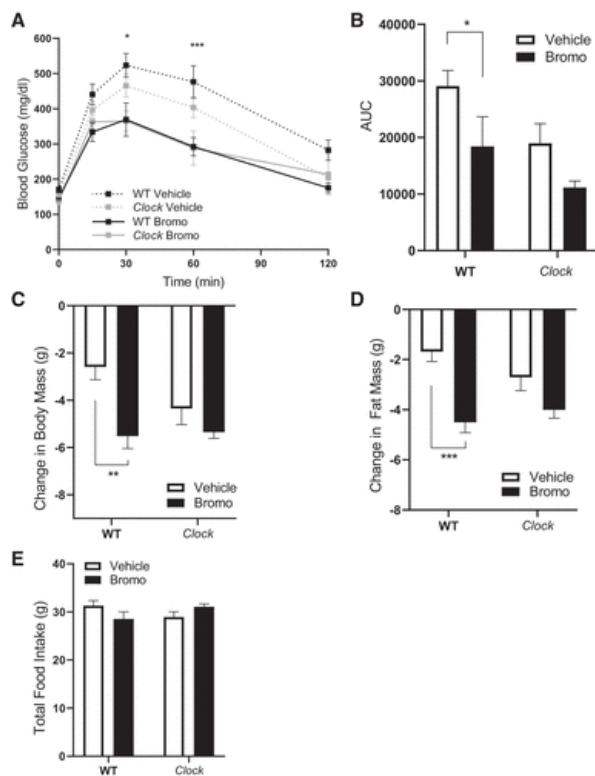 A
* ***
Blood Glucose (mg/dl)
600
500
400
300
200
100
0
WT Vehicle
Clock Vehicle
WT Bromo
Clock Bromo
0 30 60 90 120
Time (min)
B
*
Vehicle
Bromo
AUC
40000
30000
20000
10000
0
WT Clock
C
Change in Body Mass (g)
0
-2
-4
-6
-8
**
Vehicle
Bromo
WT Clock
D
Change in Fat Mass (g)
0
-2
-4
-6
-8
***
Vehicle
Bromo
WT Clock
E
Vehicle
Bromo
Total Food Intake (g)
40
30
20
10
0
WT Clock